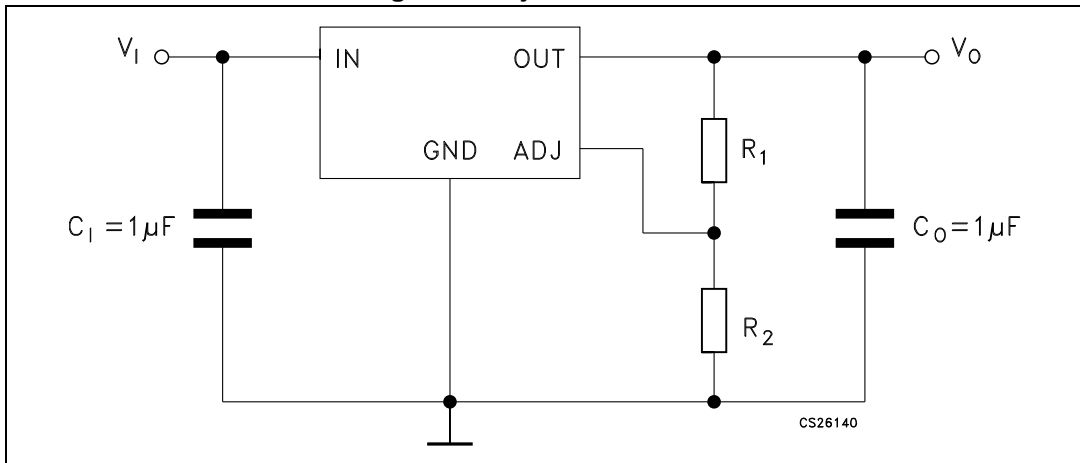 V_I
IN
OUT
V_O
GND
ADJ
R_1
C_I = 1μF
C_O = 1μF
R_2
CS26140